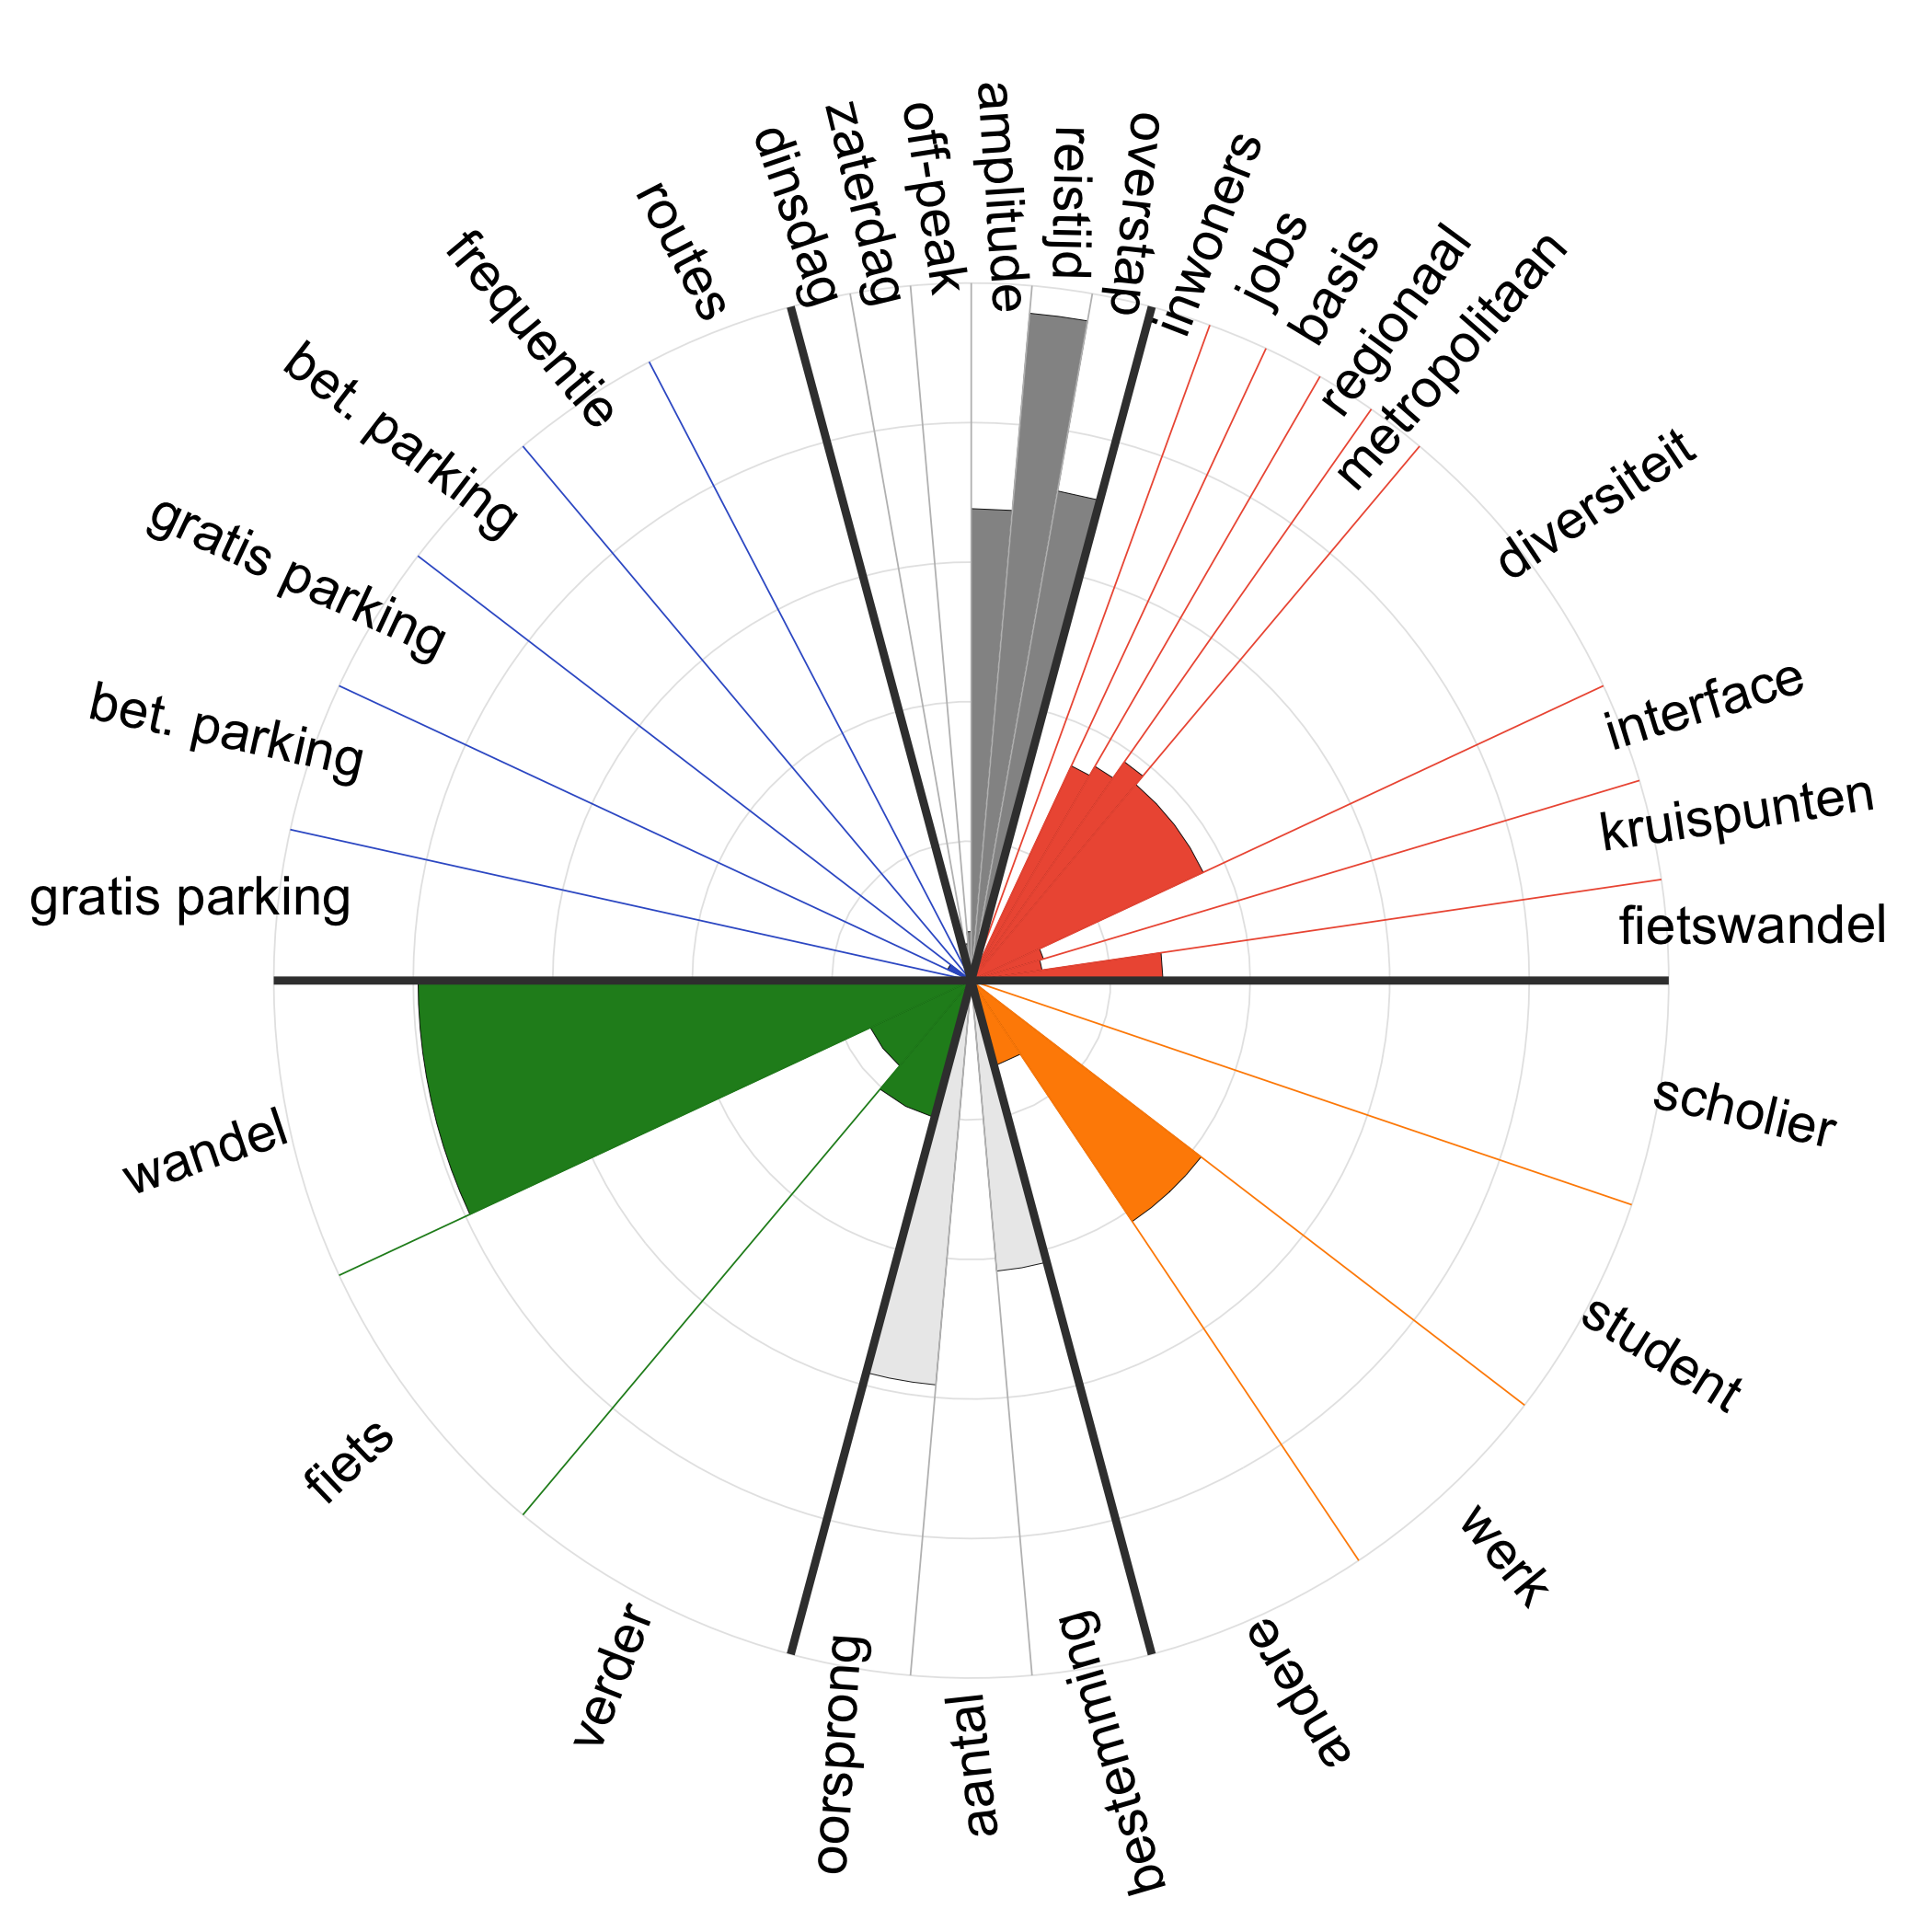 amplitude
reistijd
overstap
inwoners
jobs
basis
regionaal
metropolitaan
diversiteit
interface
kruispunten
fietswandel
scholier
student
werk
andere
bestemming
aantal
oorsprong
verder
fiets
wandel
gratis parking
bet. parking
gratis parking
bet. parking
frequentie
routes
dinsdag
zaterdag
off-peak